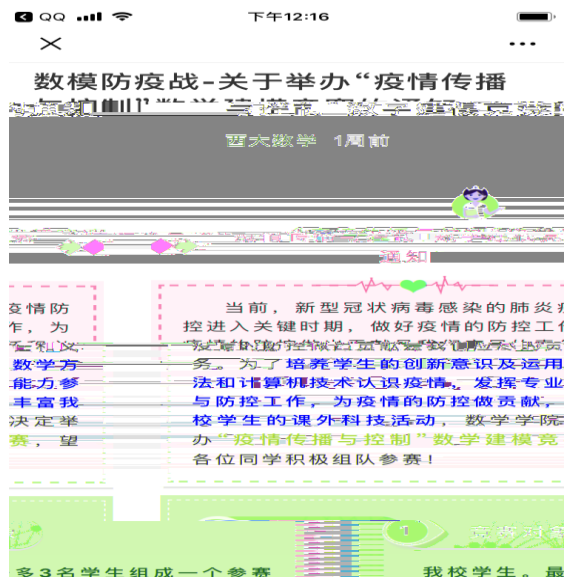 QQ
下午12:16
数模防疫战-关于举办“疫情传播
西大数学 1周前
通知
疫情防
当前，新型冠状病毒感染的肺炎
作，为
控进入关键时期，做好疫情的防控工作
数学方
务。为了培养学生的创新意识及运用
能力参
法和计算机技术认识疫情，发挥专业
丰富我
与防控工作，为疫情的防控做贡献，
决定举
校学生的课外科技活动，数学学院
赛，望
办“疫情传播与控制”数学建模竞
各位同学积极组队参赛！
1
多3名学生组成一个参赛
我校学生。最